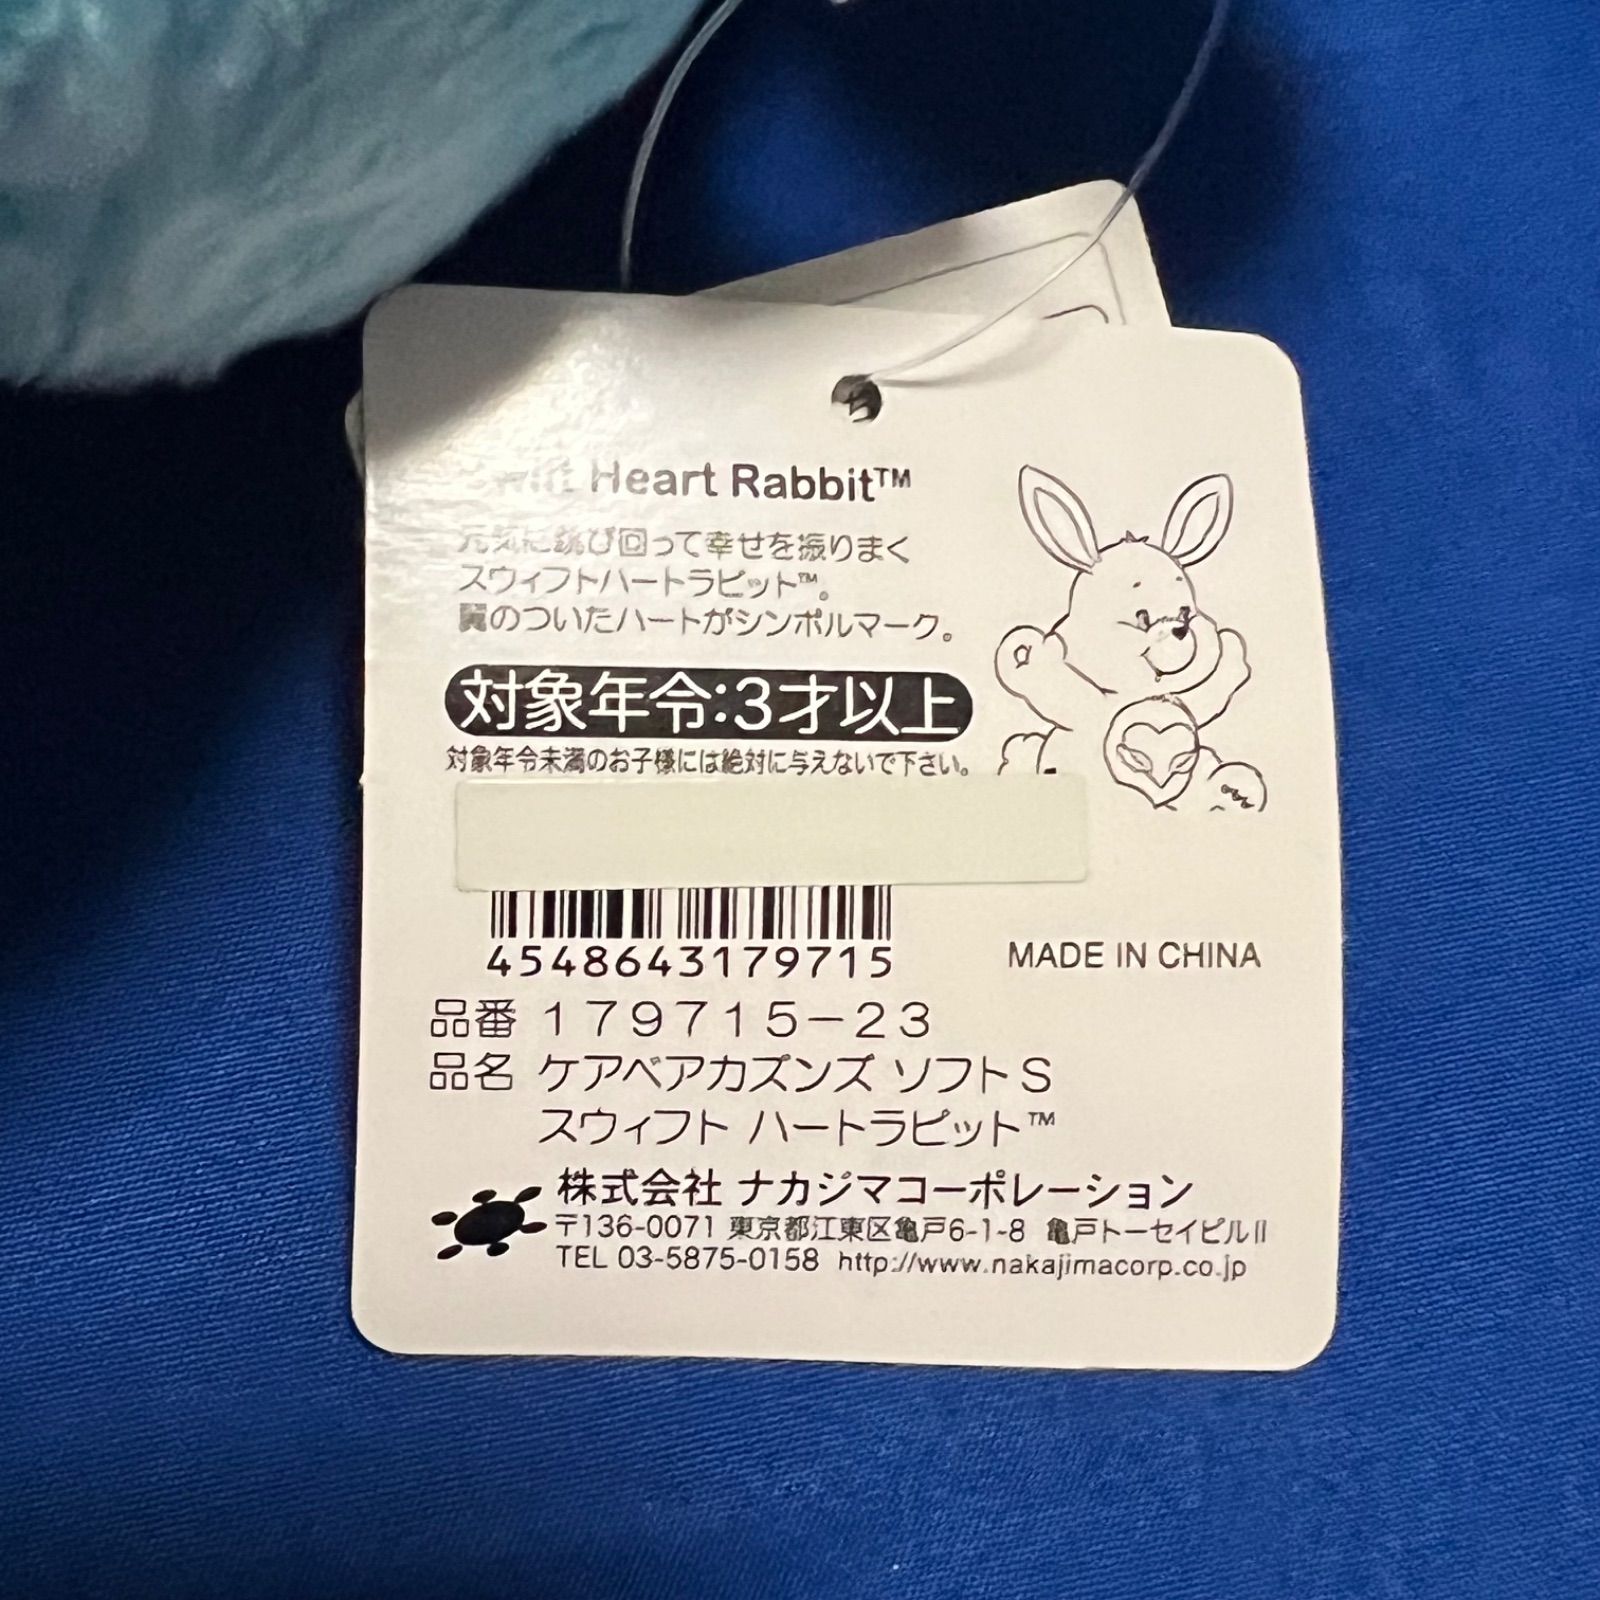 Heart Rabbit™
元気に跳び回って幸せを振りまく
スウィフトハートラビット™。
翼のついたハートがシンボルマーク。
対象年令:3才以上
対象年令未満のお子様には絶対に与えないで下さい。
4548643179715
MADE IN CHINA
品番 179715-23
品名 ケアベアカズンズ ソフトS
スウィフト ハートラビット™
株式会社 ナカジマコーポレーション
〒136-0071 東京都江東区亀戸6-1-8 亀戸トーセイビルII
TEL 03-5875-0158 http://www.nakajimacorp.co.jp